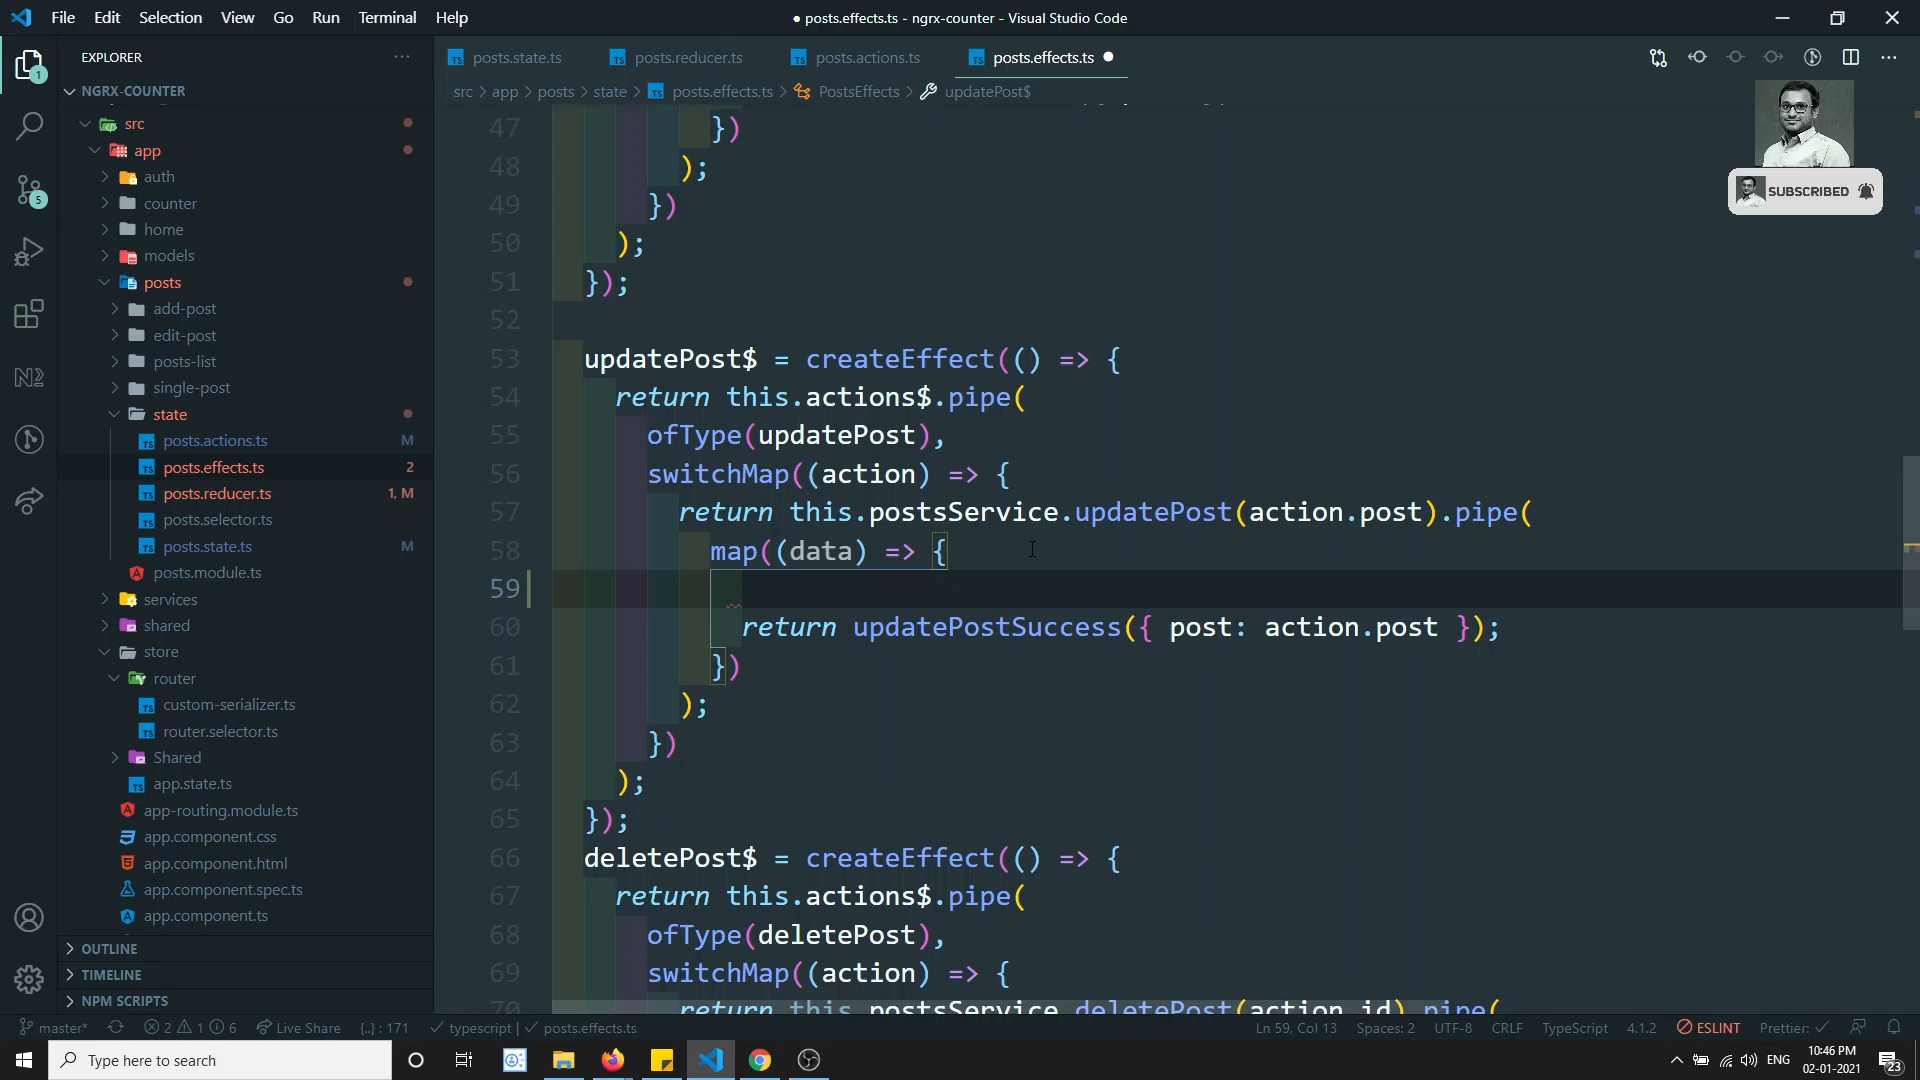 File Edit Selection View Go Run Terminal Help
● posts.effects.ts - ngrx-counter - Visual Studio Code
EXPLORER
NGRX-COUNTER
src
app
auth
counter
home
models
posts
add-post
edit-post
posts-list
single-post
state
posts.actions.ts M
posts.effects.ts 2
posts.reducer.ts 1, M
posts.selector.ts
posts.state.ts M
posts.module.ts
services
shared
store
router
custom-serializer.ts
router.selector.ts
Shared
app.state.ts
app-routing.module.ts
app.component.css
app.component.html
app.component.spec.ts
app.component.ts
OUTLINE
TIMELINE
NPM SCRIPTS
1
5
posts.state.ts posts.reducer.ts posts.actions.ts posts.effects.ts
src > app > posts > state > posts.effects.ts > PostsEffects > updatePost$
SUBSCRIBED
47 })
48 );
49 })
50 );
51 });
52
53 updatePost$ = createEffect(() => {
54 return this.actions$.pipe(
55 ofType(updatePost),
56 switchMap((action) => {
57 return this.postsService.updatePost(action.post).pipe(
58 map((data) => {
59
60 return updatePostSuccess({ post: action.post });
61 })
62 );
63 })
64 );
65 });
66 deletePost$ = createEffect(() => {
67 return this.actions$.pipe(
68 ofType(deletePost),
69 switchMap((action) => {
70 return this.postsService.deletePost(action.id).pipe(
master* 2 1 6 Live Share {..} : 171 typescript | posts.effects.ts
Ln 59, Col 13 Spaces: 2 UTF-8 CRLF TypeScript 4.1.2 ESLINT Prettier: ✓
Type here to search
ENG
10:46 PM
02-01-2021
23